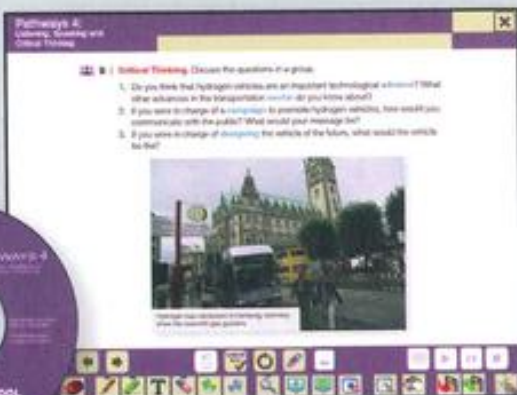 Pathways 4:
Listening, Speaking and
Critical Thinking
B | Critical Thinking. Discuss the questions in a group.
1. Do you think that hydrogen vehicles are an important technological advance? What
other advances in the transportation sector do you know about?
2. If you were in charge of a campaign to promote hydrogen vehicles, how would you
communicate with the public? What would your message be?
3. If you were in charge of designing the vehicle of the future, what would the vehicle
be like?